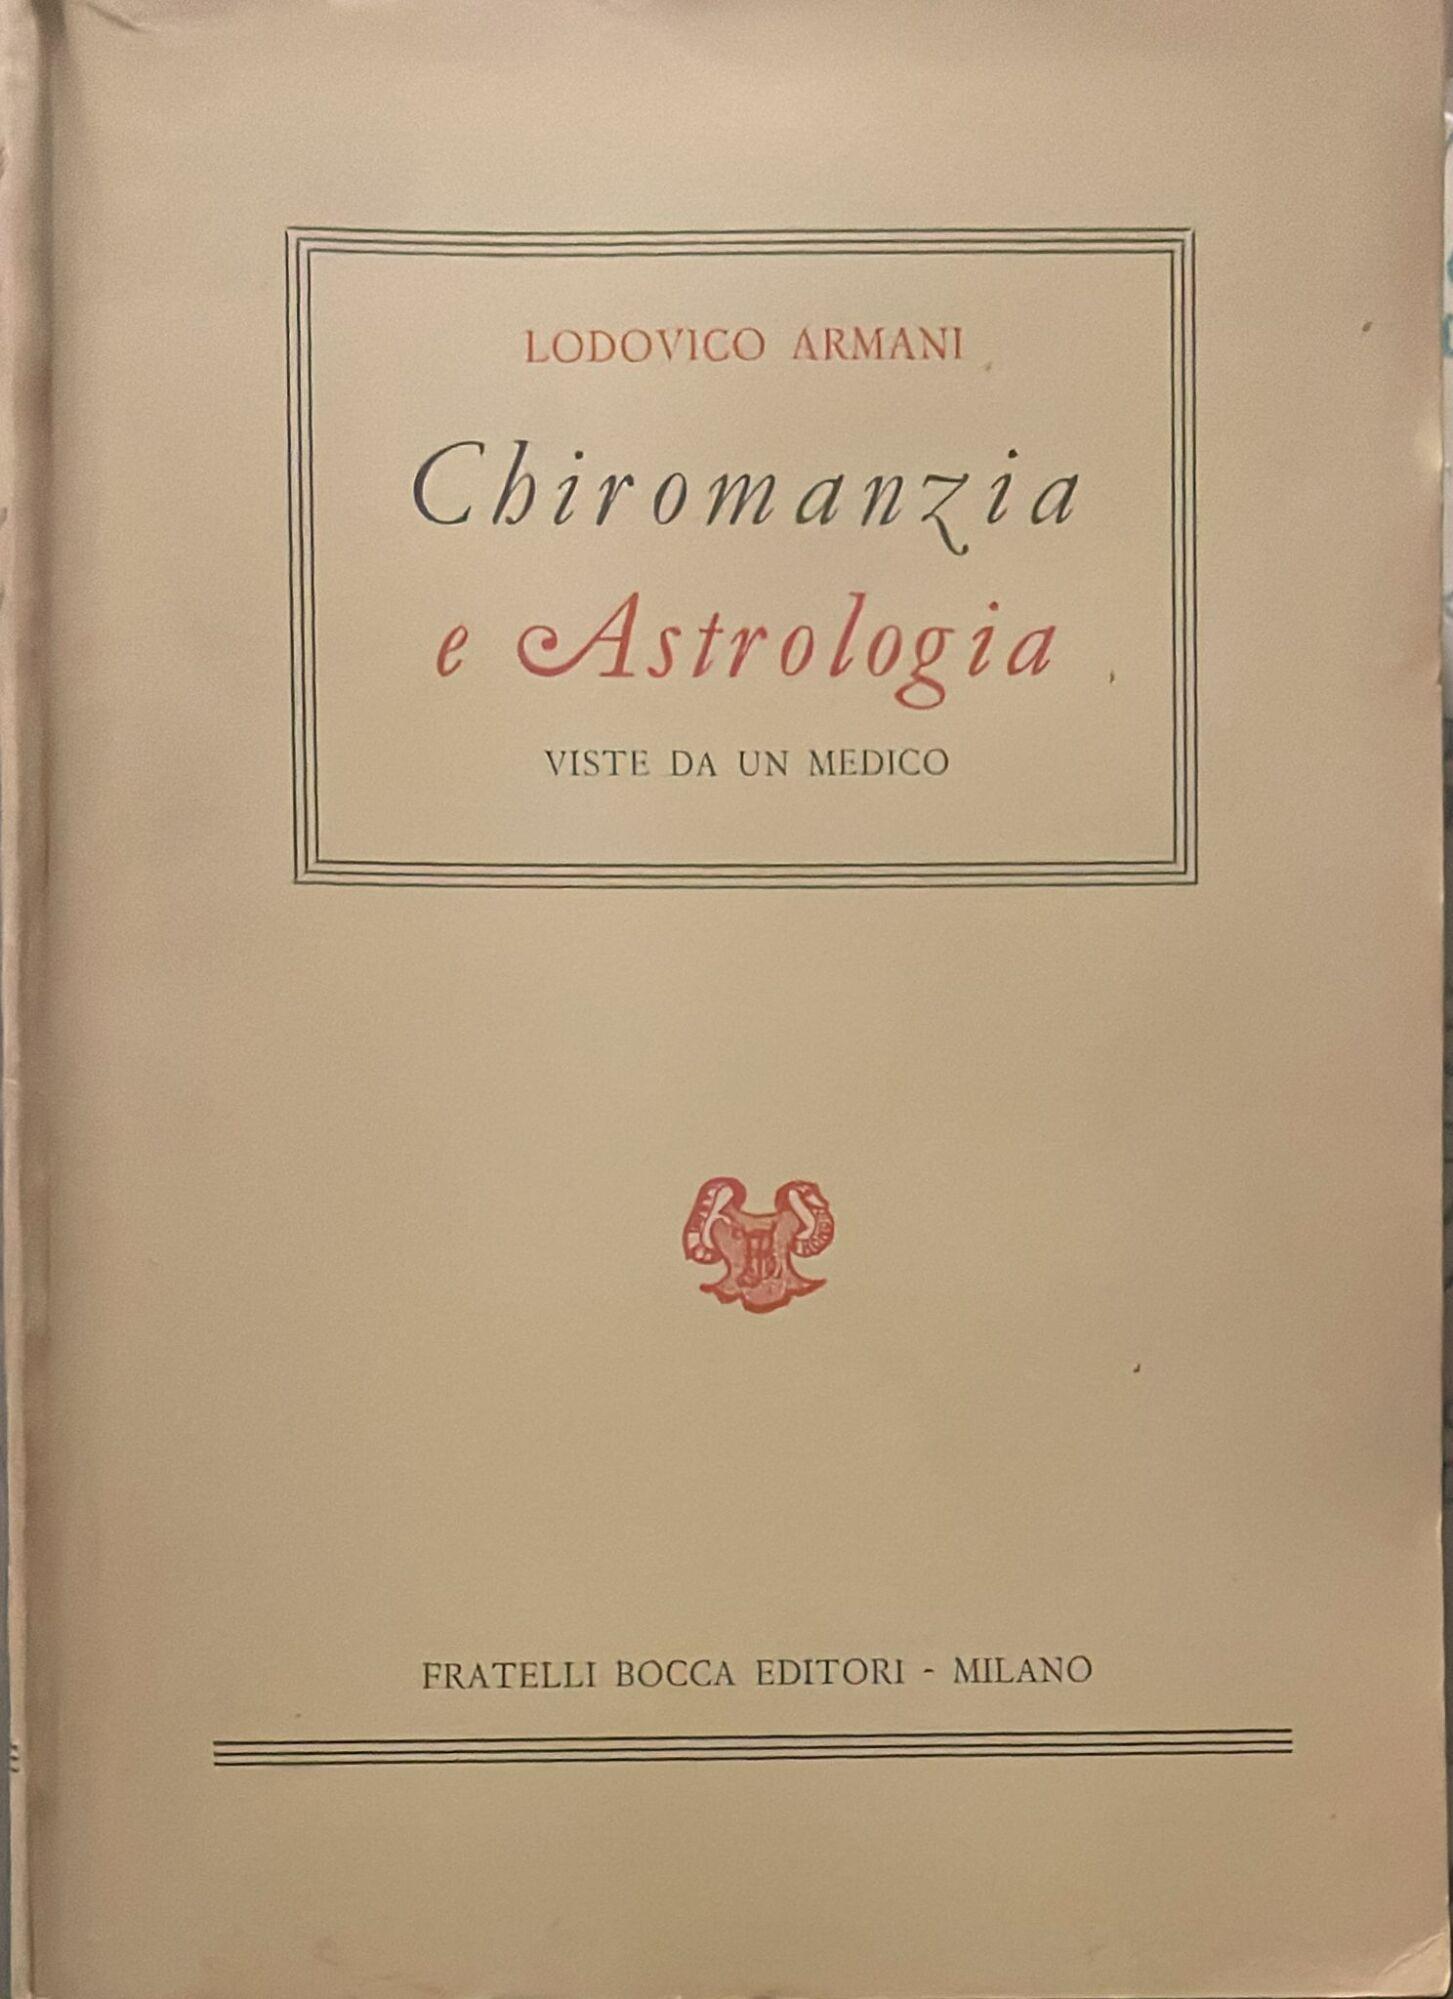 LODOVICO ARMANI
Chiromanzia
e Astrologia
VISTE DA UN MEDICO
FRATELLI BOCCA EDITORI - MILANO